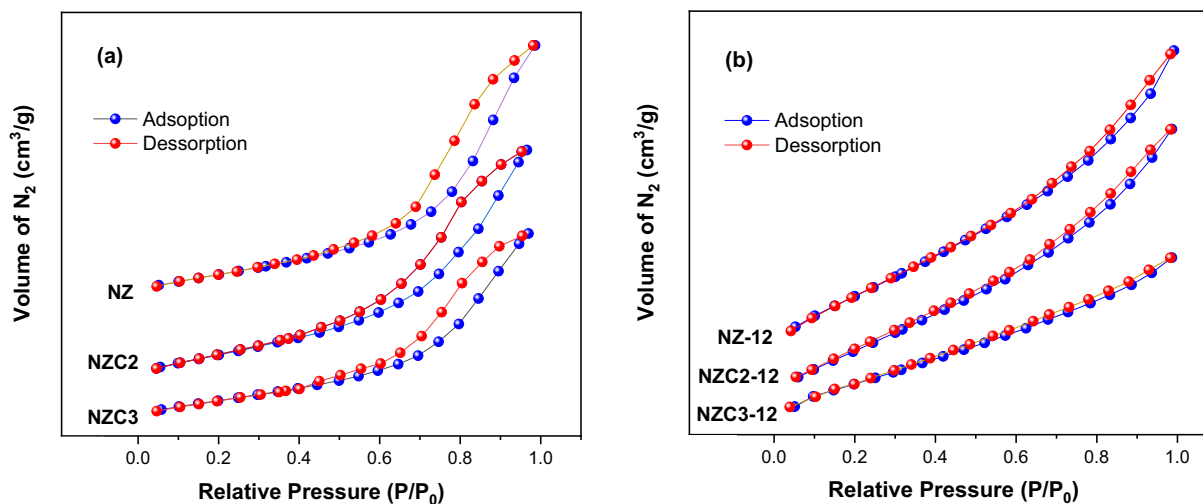 (a)
Adsoption
Dessorption
NZ
NZC2
NZC3
0.0 0.2 0.4 0.6 0.8 1.0
Relative Pressure (P/P₀)
Volume of N₂ (cm³/g)
(b)
Adsoption
Dessorption
NZ-12
NZC2-12
NZC3-12
0.0 0.2 0.4 0.6 0.8 1.0
Relative Pressure (P/P₀)
Volume of N₂ (cm³/g)